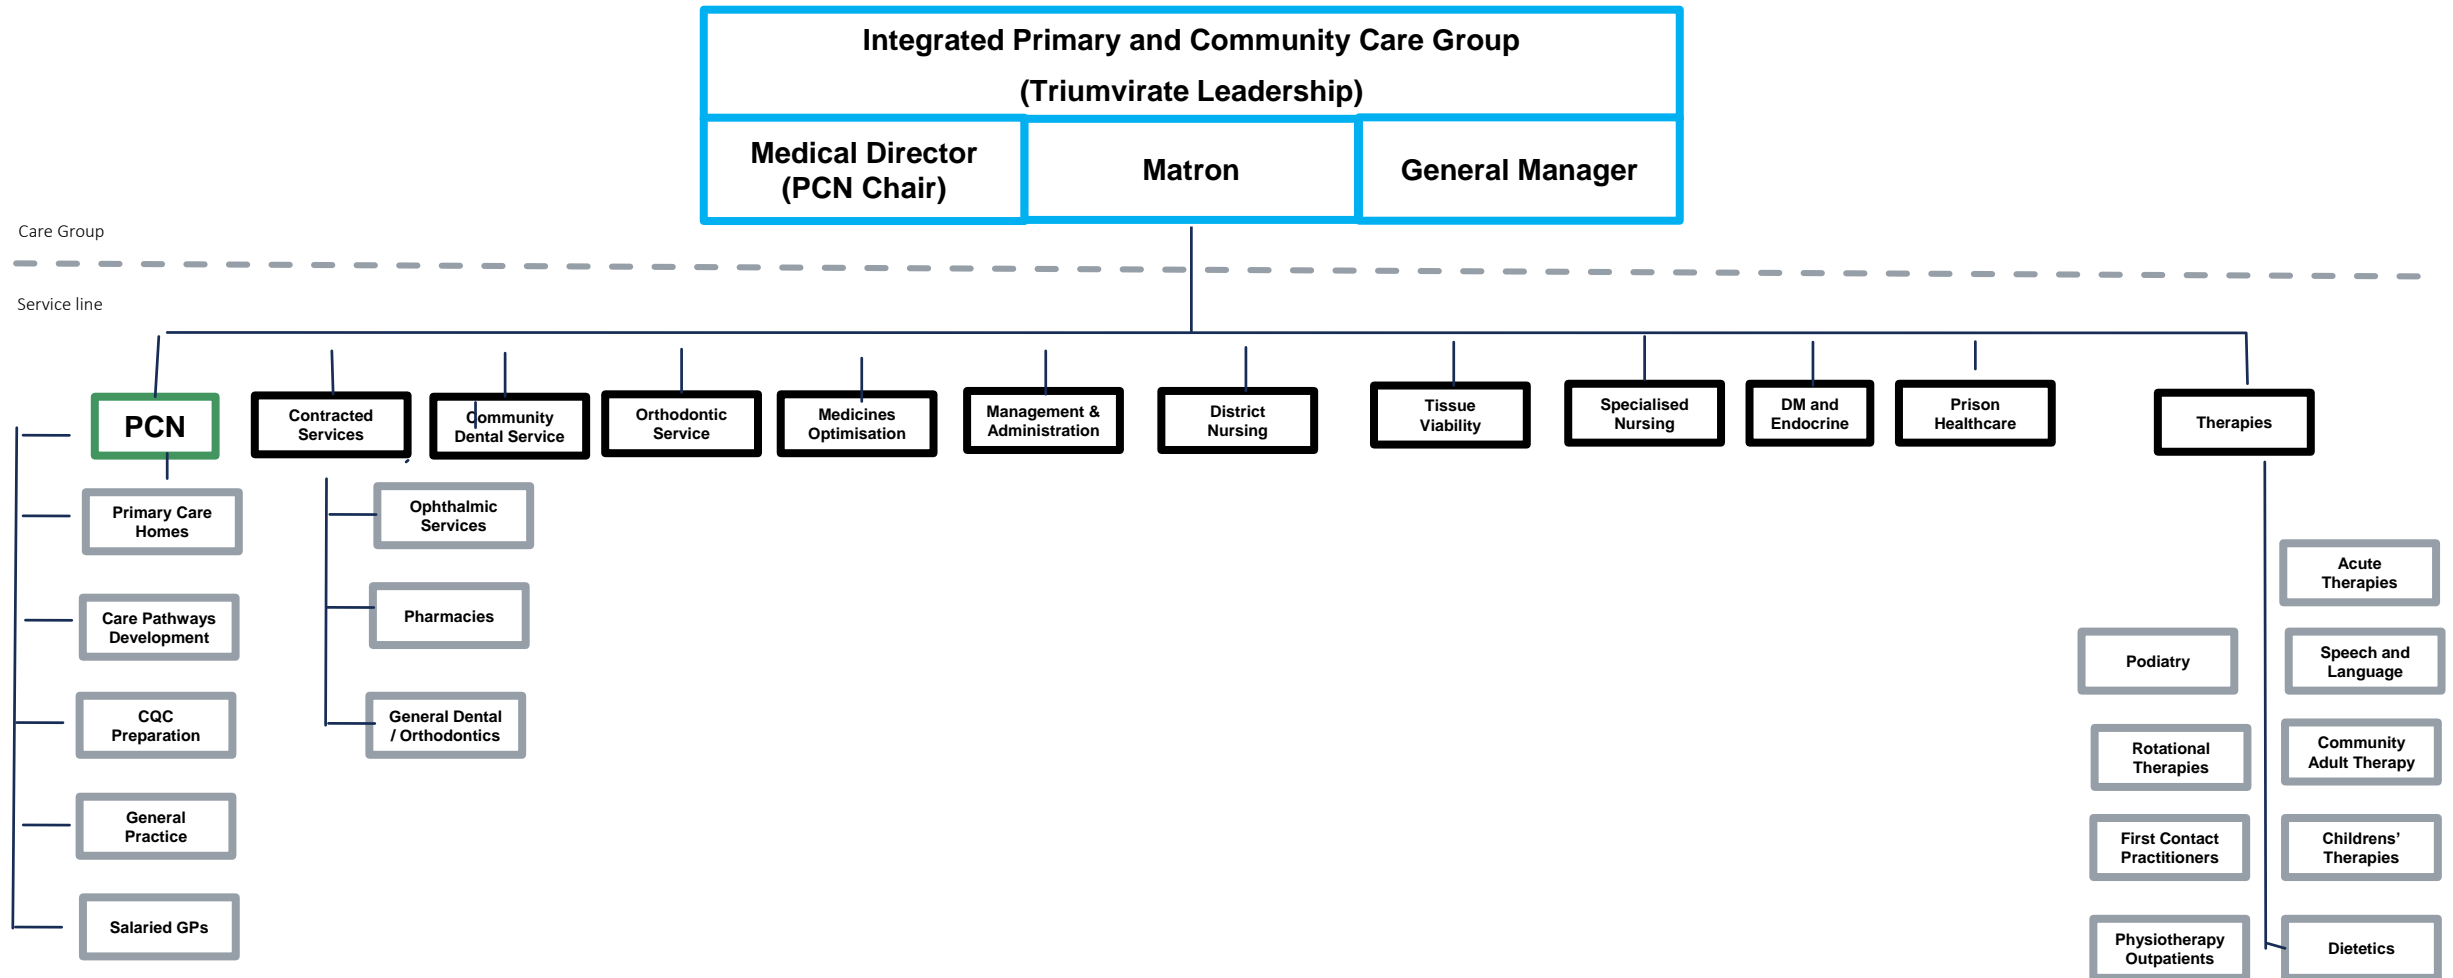 Integrated Primary and Community Care Group
(Triumvirate Leadership)
Medical Director
(PCN Chair)
Matron
General Manager
Care Group
Service line
PCN
Contracted
Services
Community
Dental Service
Orthodontic
Service
Medicines
Optimisation
Management &
Administration
District
Nursing
Tissue
Viability
Specialised
Nursing
DM and
Endocrine
Prison
Healthcare
Therapies
Primary Care
Homes
Care Pathways
Development
CQC
Preparation
General
Practice
Salaried GPs
Ophthalmic
Services
Pharmacies
General Dental
/ Orthodontics
Podiatry
Rotational
Therapies
First Contact
Practitioners
Physiotherapy
Outpatients
Acute
Therapies
Speech and
Language
Community
Adult Therapy
Childrens’
Therapies
Dietetics